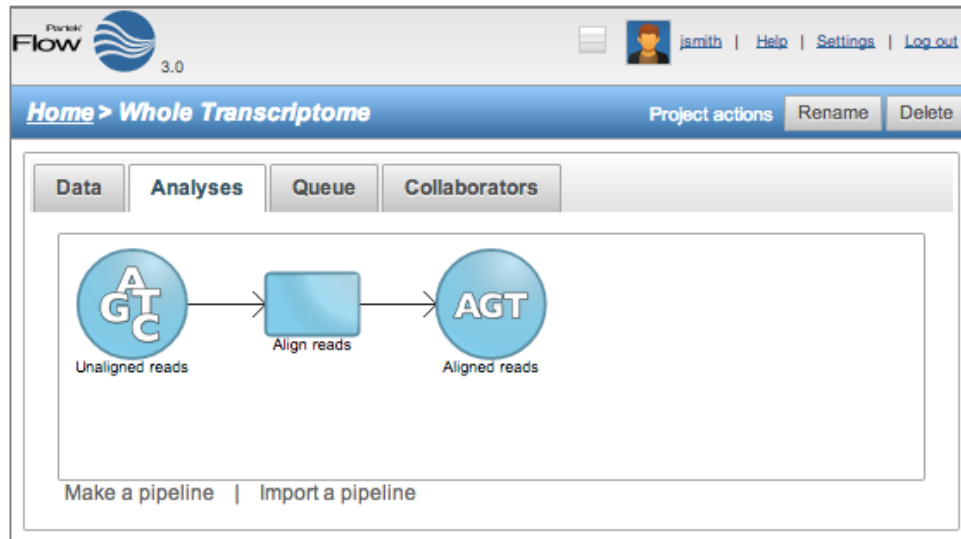 Partek
Flow
3.0
jsmith | Help | Settings | Log out
Home > Whole Transcriptome
Project actions Rename Delete
Data Analyses Queue Collaborators
A
G T
C
AGT
Align reads
Unaligned reads Aligned reads
Make a pipeline | Import a pipeline